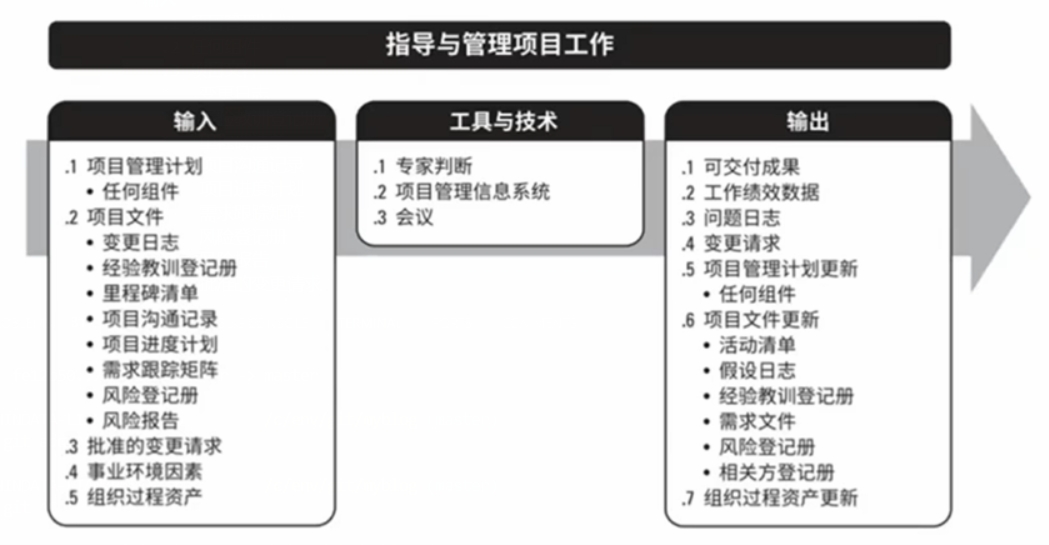 指导与管理项目工作
输入
.1 项目管理计划
• 任何组件
.2 项目文件
• 变更日志
• 经验教训登记册
• 里程碑清单
• 项目沟通记录
• 项目进度计划
• 需求跟踪矩阵
• 风险登记册
• 风险报告
.3 批准的变更请求
.4 事业环境因素
.5 组织过程资产
工具与技术
.1 专家判断
.2 项目管理信息系统
.3 会议
输出
.1 可交付成果
.2 工作绩效数据
.3 问题日志
.4 变更请求
.5 项目管理计划更新
• 任何组件
.6 项目文件更新
• 活动清单
• 假设日志
• 经验教训登记册
• 需求文件
• 风险登记册
• 相关方登记册
.7 组织过程资产更新